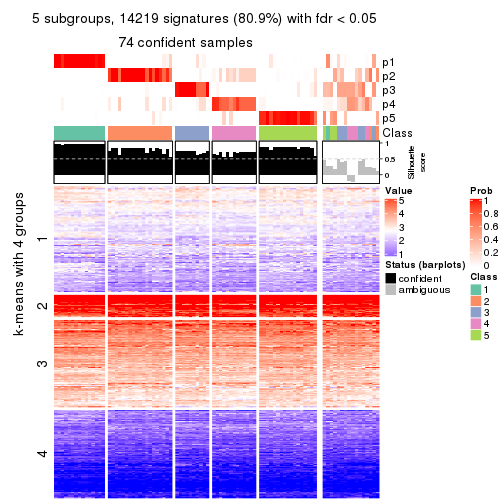 5 subgroups, 14219 signatures (80.9%) with fdr < 0.05
74 confident samples
p1
p2
p3
p4
p5
Class
1
0.5
0
Silhouette
score
k-means with 4 groups
1
2
3
4
Value
5
4
3
2
1
Status (barplots)
confident
ambiguous
Prob
1
0.8
0.6
0.4
0.2
0
Class
1
2
3
4
5